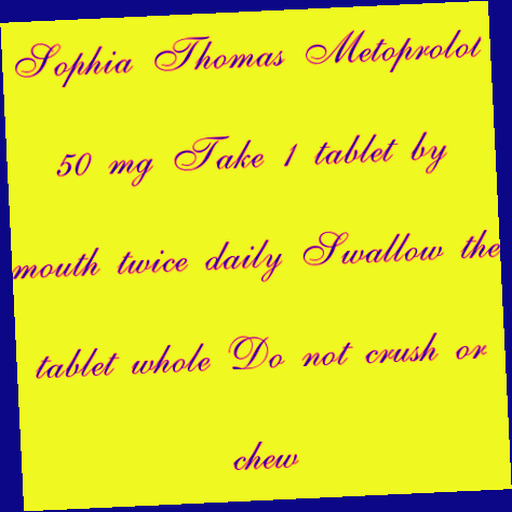 Sophia Thomas Metoprolol
50 mg Take 1 tablet by
mouth twice daily Swallow the
tablet whole Do not crush or
chew